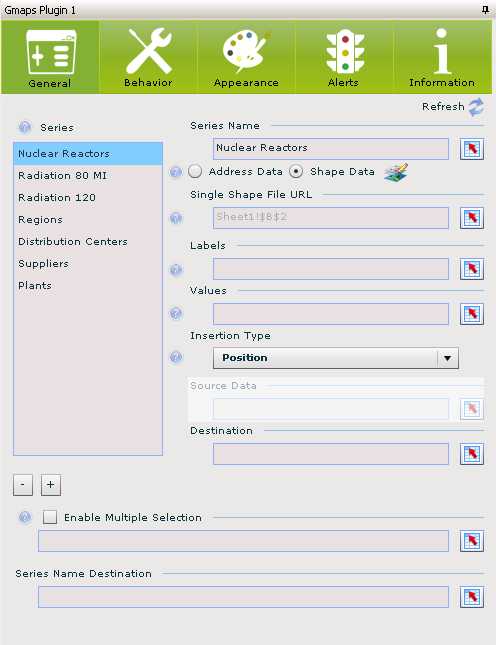 Gmaps Plugin 1
General
Behavior
Appearance
Alerts
Information
Refresh
? Series
Nuclear Reactors
Radiation 80 MI
Radiation 120
Regions
Distribution Centers
Suppliers
Plants
- +
Series Name
Nuclear Reactors
? Address Data Shape Data
Single Shape File URL
? Sheet1!$B$2
Labels
?
Values
?
Insertion Type
? Position
Source Data
Destination
? Enable Multiple Selection
Series Name Destination